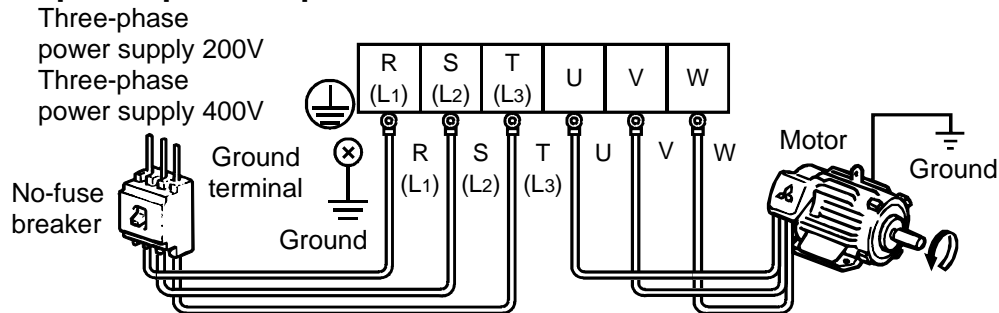 Three-phase
power supply 200V
Three-phase
power supply 400V
R S T U V W
(L1) (L2) (L3)
No-fuse
breaker
Ground
terminal
Ground
R S T U V W
(L1) (L2) (L3)
Motor
Ground